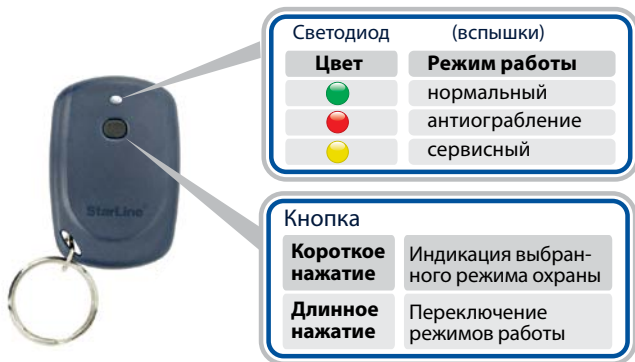 Светодиод (вспышки)
Цвет Режим работы
нормальный
антиограбление
сервисный
StarLine
Кнопка
Короткое нажатие Индикация выбран-
ного режима охраны
Длинное нажатие Переключение
режимов работы